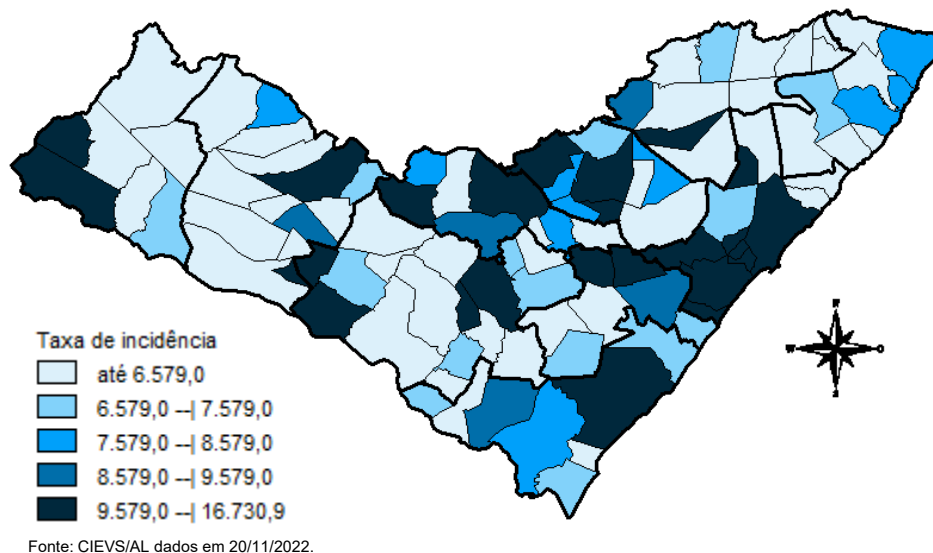 N
W
O
S
Taxa de incidência
até 6.579,0
6.579,0 --| 7.579,0
7.579,0 --| 8.579,0
8.579,0 --| 9.579,0
9.579,0 --| 16.730,9
Fonte: CIEVS/AL dados em 20/11/2022.